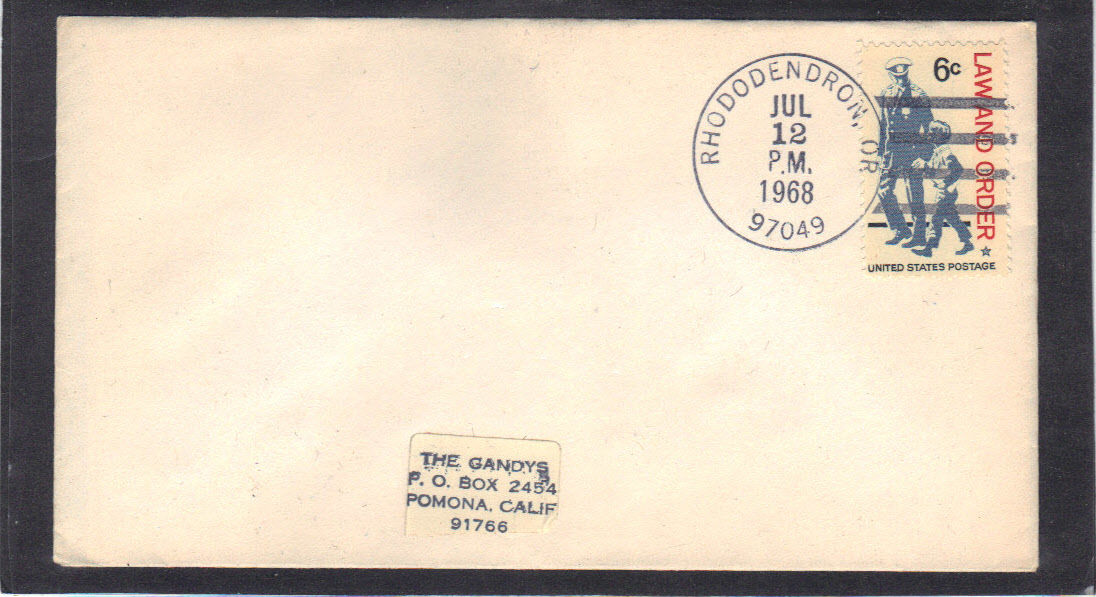 RHODODENDRON, OR
JUL
12
P.M.
1968
97049
6c
LAW AND ORDER
UNITED STATES POSTAGE
THE GANDYS
P. O. BOX 2454
POMONA, CALIF
91766